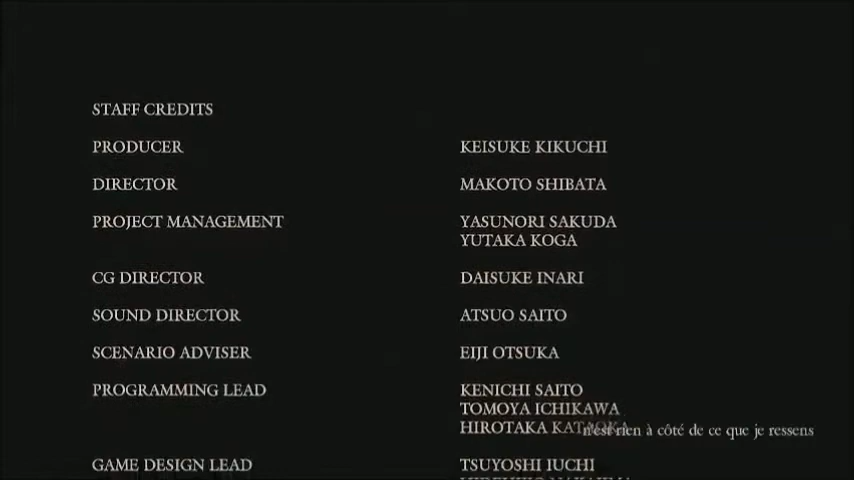 STAFF CREDITS
PRODUCER KEISUKE KIKUCHI
DIRECTOR MAKOTO SHIBATA
PROJECT MANAGEMENT YASUNORI SAKUDA
YUTAKA KOGA
CG DIRECTOR DAISUKE INARI
SOUND DIRECTOR ATSUO SAITO
SCENARIO ADVISER EIJI OTSUKA
PROGRAMMING LEAD KENICHI SAITO
TOMOYA ICHIKAWA
HIROTAKA KATAOKA
n'est rien à côté de ce que je ressens
GAME DESIGN LEAD TSUYOSHI IUCHI